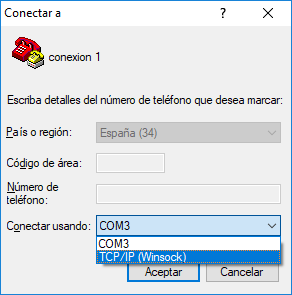 Conectar a
conexion 1
Escriba detalles del número de teléfono que desea marcar:
País o región: España (34)
Código de área:
Número de
teléfono:
Conectar usando: COM3
COM3
TCP/IP (Winsock)
Aceptar Cancelar